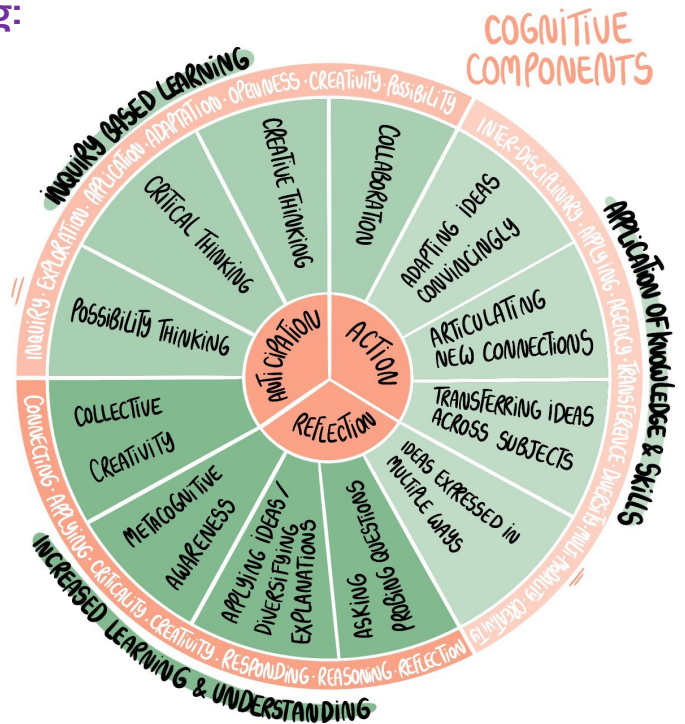 g:
COGNITIVE
COMPONENTS
INQUIRY BASED LEARNING
INQUIRY · EXPLORATION · APPLICATION · ADAPTATION · OPENNESS · CREATIVITY · POSSIBILITY
POSSIBILITY THINKING
CRITICAL THINKING
CREATIVE THINKING
COLLABORATION
APPLICATION OF KNOWLEDGE & SKILLS
INTER-DISCIPLINARY · APPLYING · AGENCY · TRANSFERENCE · DIVERSITY · MULTI-MODALITY · CREATIVITY
ADAPTING IDEAS
CONVINCINGLY
ARTICULATING
NEW CONNECTIONS
TRANSFERRING IDEAS
ACROSS SUBJECTS
IDEAS EXPRESSED IN
MULTIPLE WAYS
ANTICIPATION
ACTION
REFLECTION
COLLECTIVE
CREATIVITY
METACOGNITIVE
AWARENESS
APPLYING IDEAS /
DIVERSIFYING
EXPLANATIONS
ASKING
PROBING QUESTIONS
CONNECTING · APPLYING · CRITICALITY · CREATIVITY · RESPONDING · REASONING · REFLECTION
INCREASED LEARNING & UNDERSTANDING